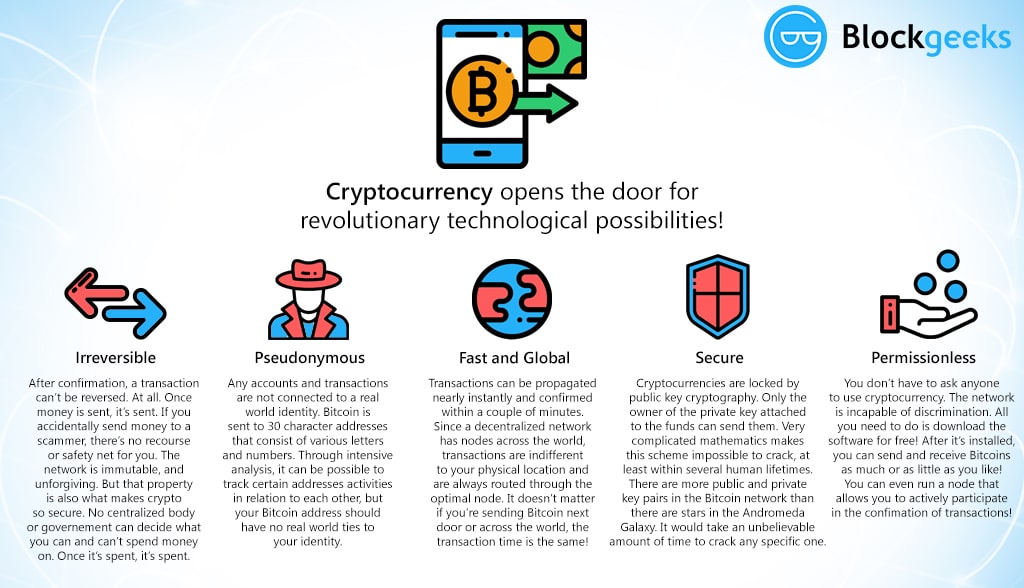 Blockgeeks
Cryptocurrency opens the door for
revolutionary technological possibilities!
Irreversible
After confirmation, a transaction
can't be reversed. At all. Once
money is sent, it's sent. If you
accidentally send money to a
scammer, there's no recourse
or safety net for you. The
network is immutable, and
unforgiving. But that property
is also what makes crypto
so secure. No centralized body
or governement can decide what
you can and can't spend money
on. Once it's spent, it's spent.
Pseudonymous
Any accounts and transactions
are not connected to a real
world identity. Bitcoin is
sent to 30 character addresses
that consist of various letters
and numbers. Through intensive
analysis, it can be possible to
track certain addresses activities
in relation to each other, but
your Bitcoin address should
have no real world ties to
your identity.
Fast and Global
Transactions can be propagated
nearly instantly and confirmed
within a couple of minutes.
Since a decentralized network
has nodes across the world,
transactions are indifferent
to your physical location and
are always routed through the
optimal node. It doesn't matter
if you're sending Bitcoin next
door or across the world, the
transaction time is the same!
Secure
Cryptocurrencies are locked by
public key cryptography. Only the
owner of the private key attached
to the funds can send them. Very
complicated mathematics makes
this scheme impossible to crack, at
least within several human lifetimes.
There are more public and private
key pairs in the Bitcoin network than
there are stars in the Andromeda
Galaxy. It would take an unbelievable
amount of time to crack any specific one.
Permissionless
You don't have to ask anyone
to use cryptocurrency. The network
is incapable of discrimination. All
you need to do is download the
software for free! After it's installed,
you can send and receive Bitcoins
as much or as little as you like!
You can even run a node that
allows you to actively participate
in the confimation of transactions!